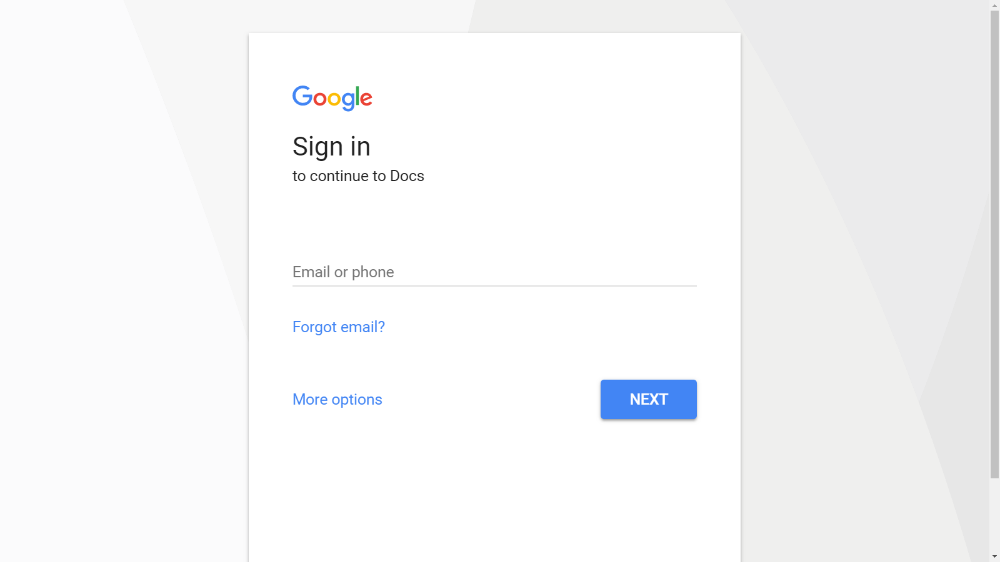 Google
Sign in
to continue to Docs
Email or phone
Forgot email?
More options
NEXT